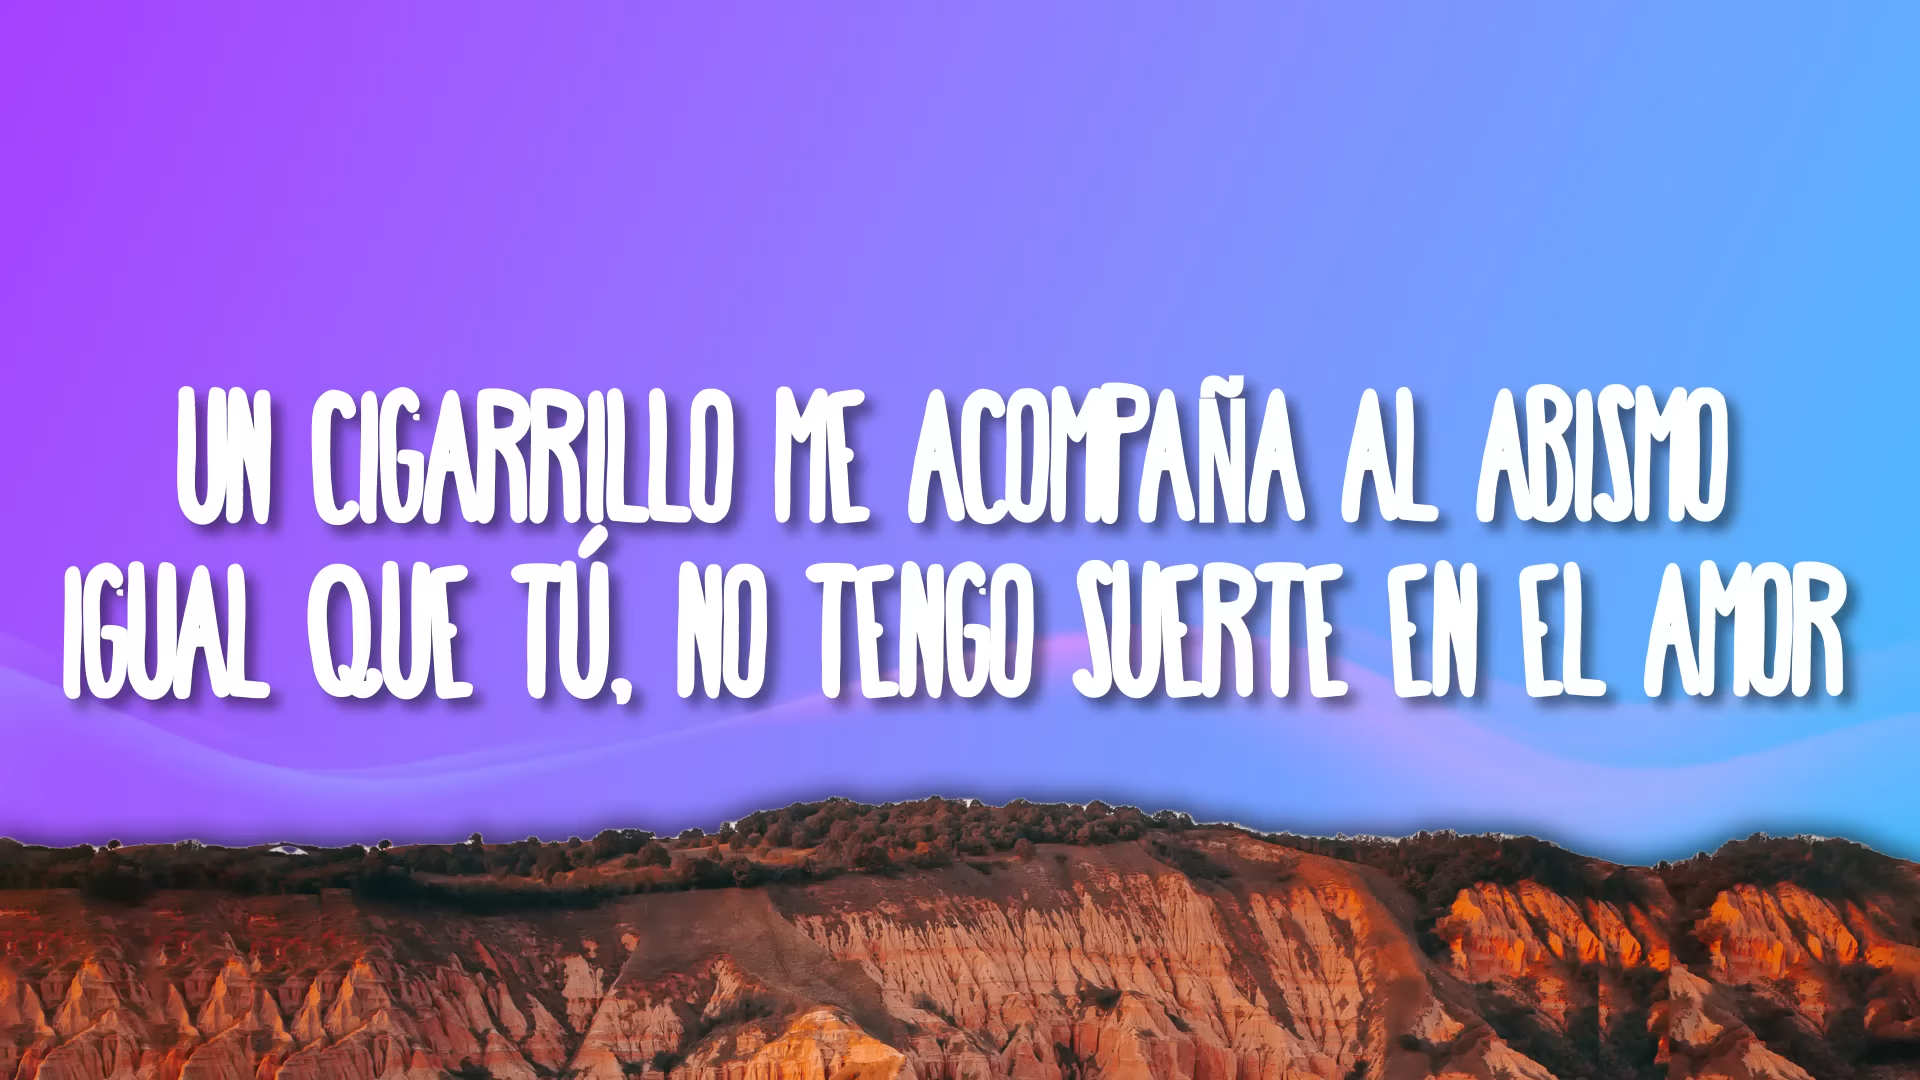 UN CIGARRILLO ME ACOMPAÑA AL ABISMO
IGUAL QUE TÚ, NO TENGO SUERTE EN EL AMOR